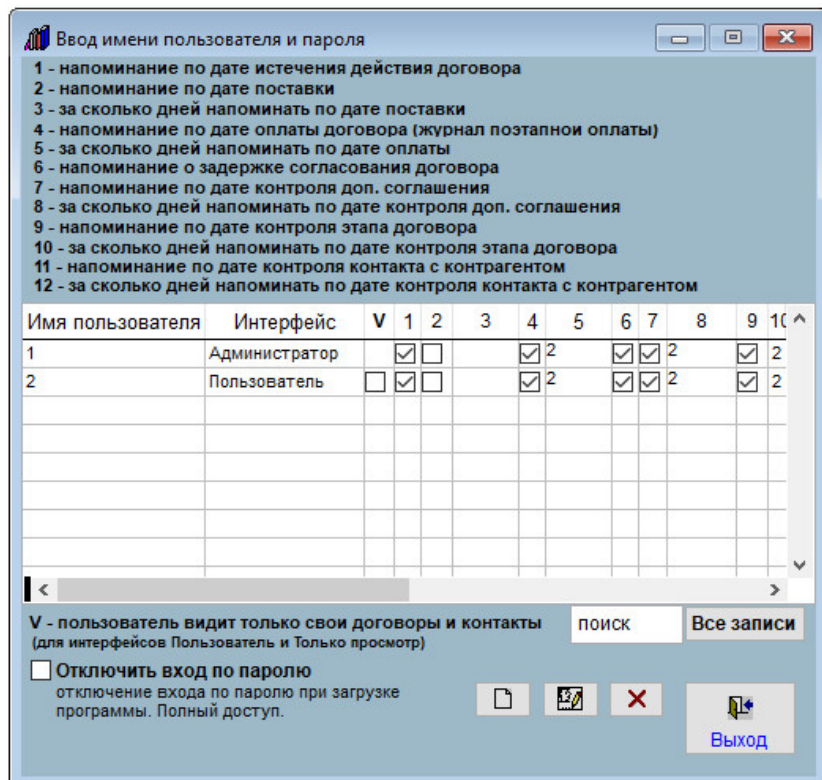 Ввод имени пользователя и пароля
1 - напоминание по дате истечения действия договора
2 - напоминание по дате поставки
3 - за сколько дней напоминать по дате поставки
4 - напоминание по дате оплаты договора (журнал поэтапной оплаты)
5 - за сколько дней напоминать по дате оплаты
6 - напоминание о задержке согласования договора
7 - напоминание по дате контроля доп. соглашения
8 - за сколько дней напоминать по дате контроля доп. соглашения
9 - напоминание по дате контроля этапа договора
10 - за сколько дней напоминать по дате контроля этапа договора
11 - напоминание по дате контроля контакта с контрагентом
12 - за сколько дней напоминать по дате контроля контакта с контрагентом
Имя пользователя Интерфейс V 1 2 3 4 5 6 7 8 9 10
1 Администратор 2 2 2
2 Пользователь 2 2 2
V - пользователь видит только свои договоры и контакты
(для интерфейсов Пользователь и Только просмотр)
поиск Все записи
Отключить вход по паролю
отключение входа по паролю при загрузке
программы. Полный доступ.
Выход